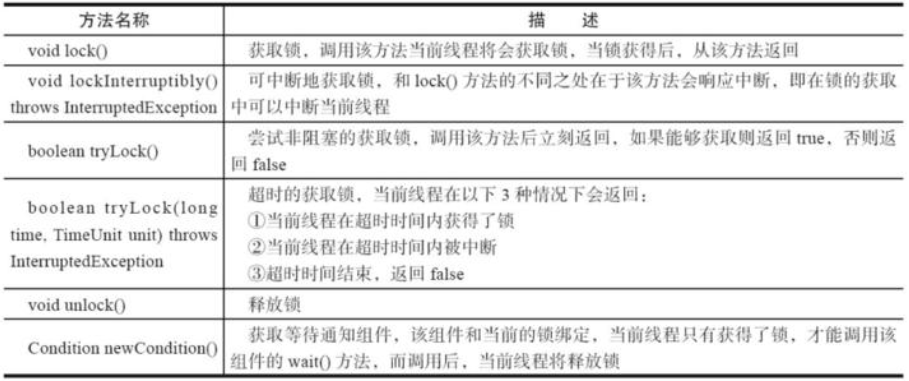 方法名称 描 述
void lock() 获取锁，调用该方法当前线程将会获取锁，当锁获得后，从该方法返回
void lockInterruptibly() throws InterruptedException 可中断地获取锁，和 lock() 方法的不同之处在于该方法会响应中断，即在锁的获取
中可以中断当前线程
boolean tryLock() 尝试非阻塞的获取锁，调用该方法后立刻返回，如果能够获取则返回 true，否则返
回 false
boolean tryLock(long
time, TimeUnit unit) throws
InterruptedException
超时的获取锁，当前线程在以下 3 种情况下会返回：
①当前线程在超时时间内获得了锁
②当前线程在超时时间内被中断
③超时时间结束，返回 false
void unlock() 释放锁
Condition newCondition() 获取等待通知组件，该组件和当前的锁绑定，当前线程只有获得了锁，才能调用该
组件的 wait() 方法，而调用后，当前线程将释放锁